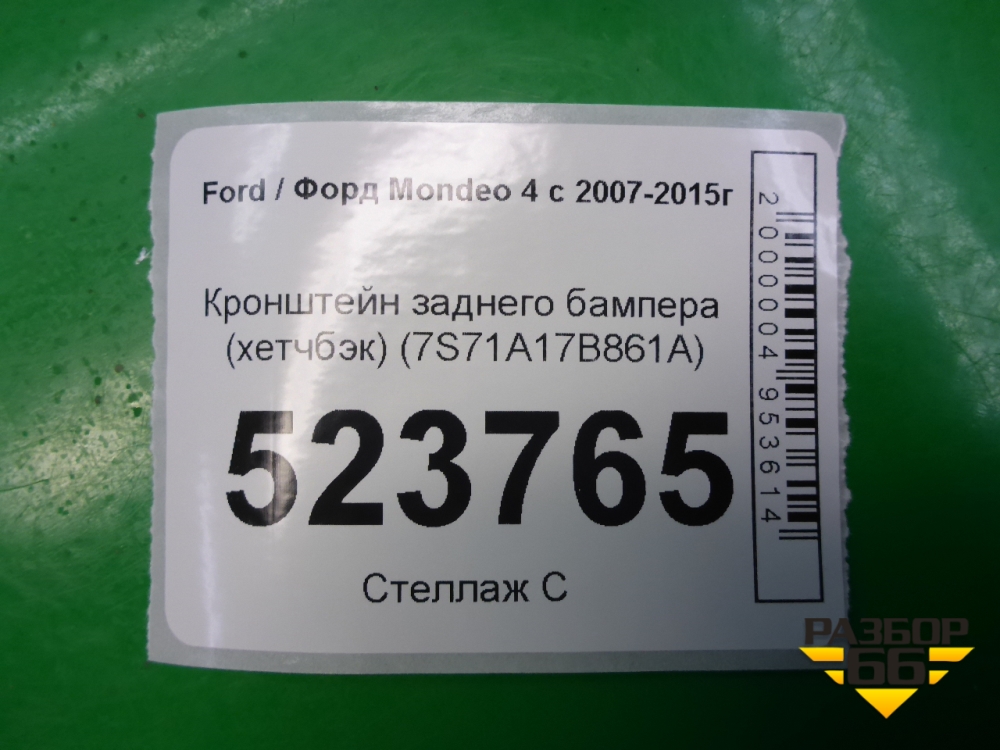 Ford / Форд Mondeo 4 с 2007-2015г
Кронштейн заднего бампера
(хетчбэк) (7S71A17B861A)
523765
Стеллаж С
2000004953614
РАЗБОР
66